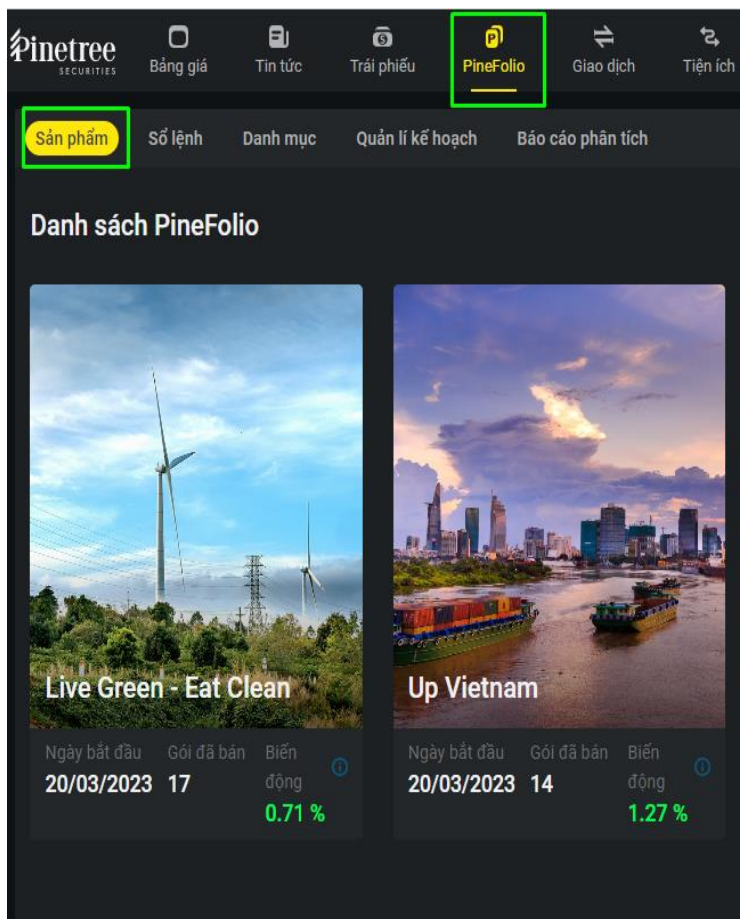 Pinetree
SECURITIES
Bảng giá
Tin tức
Trái phiếu
PineFolio
Giao dịch
Tiện ích
Sản phẩm
Sổ lệnh
Danh mục
Quản lí kế hoạch
Báo cáo phân tích
Danh sách PineFolio
Live Green - Eat Clean
Ngày bắt đầu
20/03/2023
Gói đã bán
17
Biến
động
0.71 %
Up Vietnam
Ngày bắt đầu
20/03/2023
Gói đã bán
14
Biến
động
1.27 %